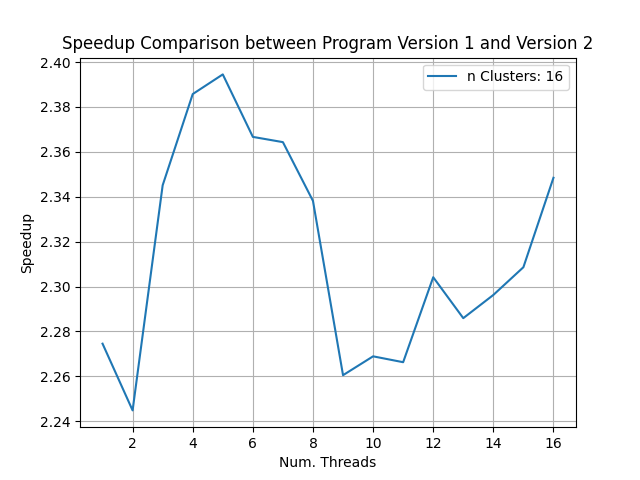 Speedup Comparison between Program Version 1 and Version 2
n Clusters: 16
2.40
2.38
2.36
2.34
2.32
2.30
2.28
2.26
2.24
Speedup
2 4 6 8 10 12 14 16
Num. Threads